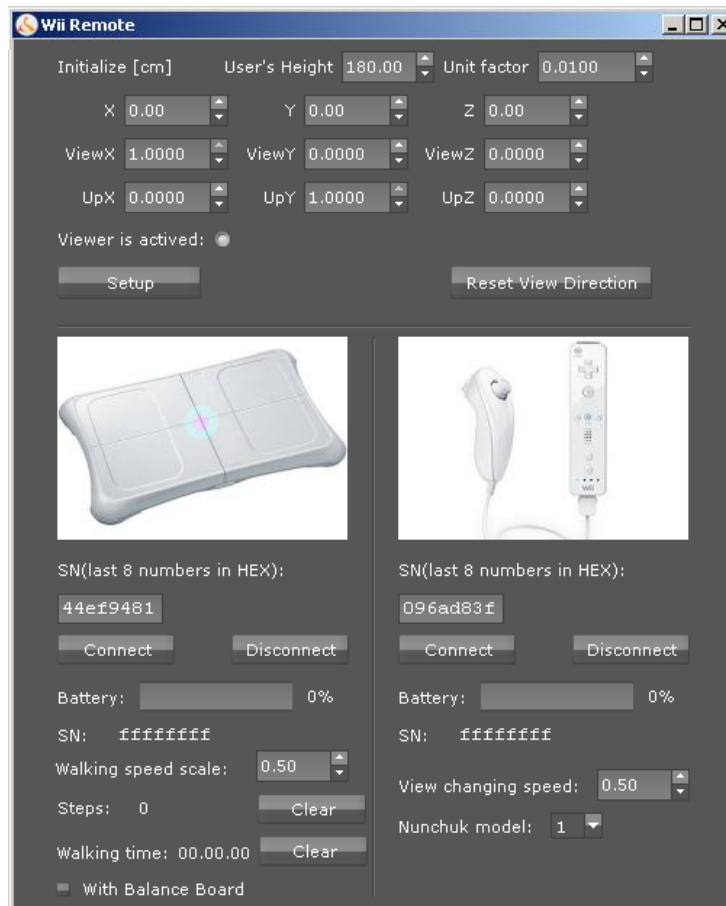 Wii Remote
Initialize [cm] User's Height 180.00 Unit factor 0.0100
X 0.00 Y 0.00 Z 0.00
ViewX 1.0000 ViewY 0.0000 ViewZ 0.0000
UpX 0.0000 UpY 1.0000 UpZ 0.0000
Viewer is actived:
Setup Reset View Direction
Wii
SN(last 8 numbers in HEX):
44ef9481
Connect Disconnect
Battery: 0%
SN: ffffffff
Walking speed scale: 0.50
Steps: 0 Clear
Walking time: 00.00.00 Clear
With Balance Board
SN(last 8 numbers in HEX):
096ad83f
Connect Disconnect
Battery: 0%
SN: ffffffff
View changing speed: 0.50
Nunchuk model: 1